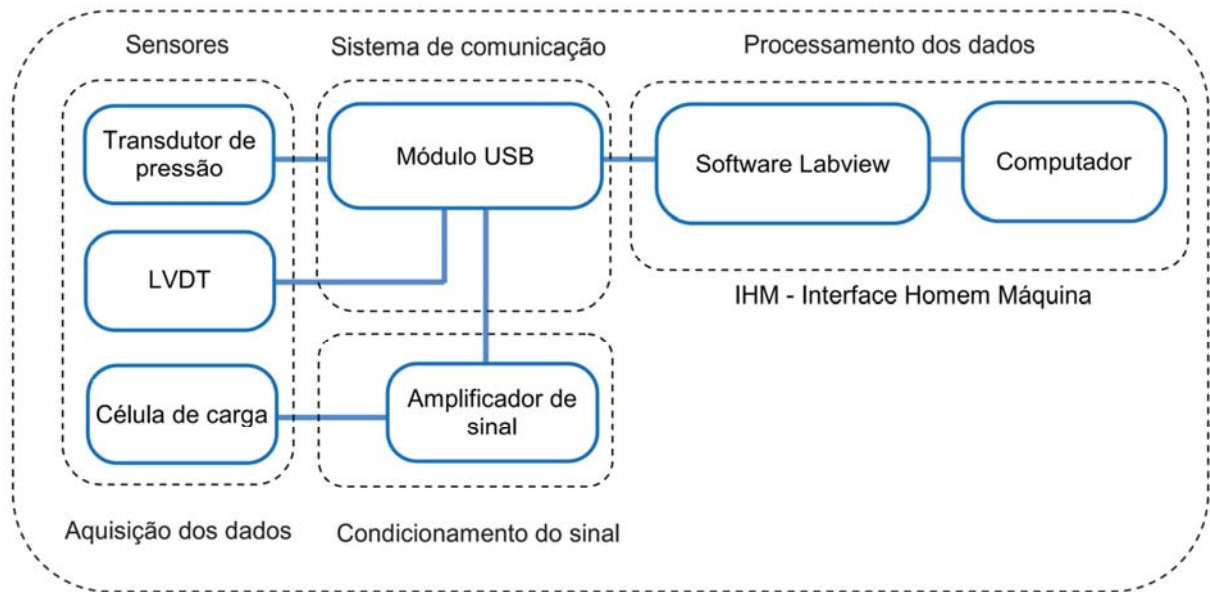 Sensores
Sistema de comunicação
Processamento dos dados
Transdutor de
pressão
Módulo USB
Software Labview
Computador
LVDT
IHM - Interface Homem Máquina
Célula de carga
Amplificador de
sinal
Aquisição dos dados
Condicionamento do sinal